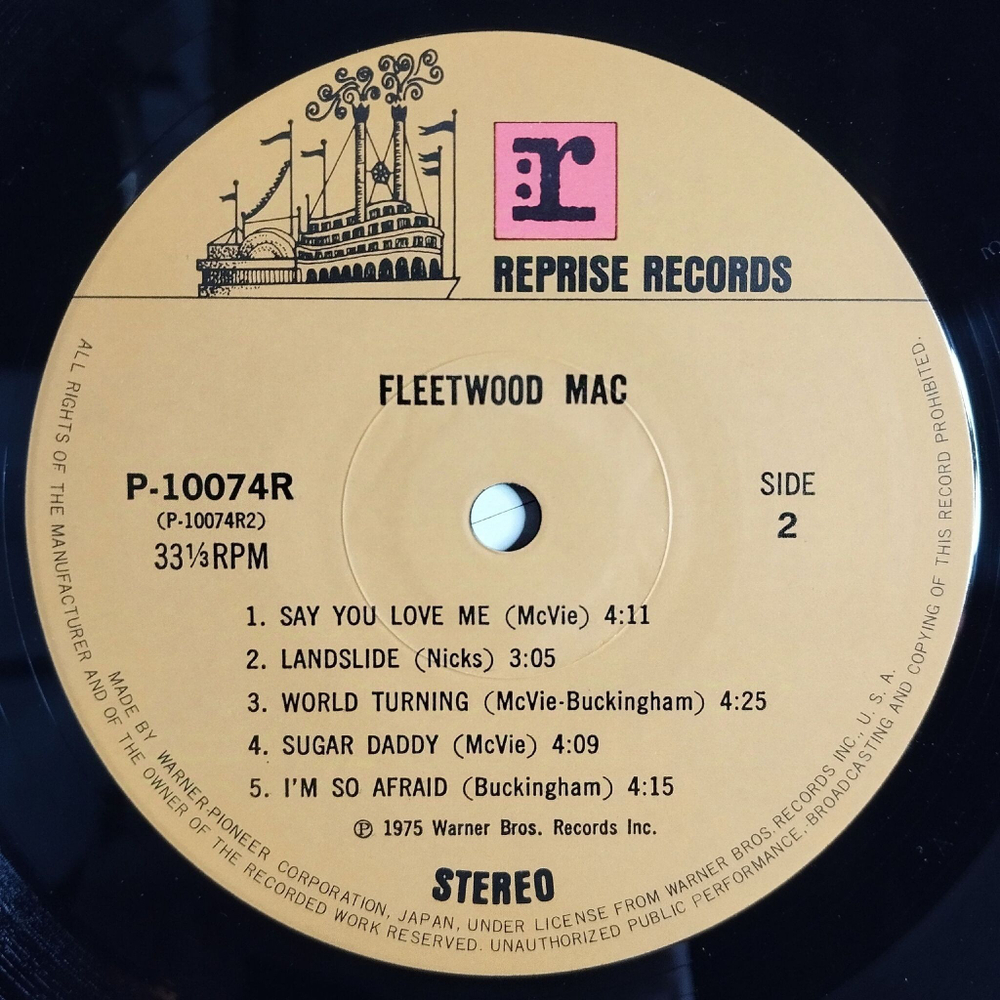 r
REPRISE RECORDS
FLEETWOOD MAC
P-10074R
(P-10074R2)
33⅓RPM
SIDE
2
1. SAY YOU LOVE ME (McVie) 4:11
2. LANDSLIDE (Nicks) 3:05
3. WORLD TURNING (McVie-Buckingham) 4:25
4. SUGAR DADDY (McVie) 4:09
5. I'M SO AFRAID (Buckingham) 4:15
Ⓟ 1975 Warner Bros. Records Inc.
STEREO
MADE BY WARNER-PIONEER CORPORATION, JAPAN, UNDER LICENSE FROM WARNER BROS. RECORDS INC., U. S. A.
ALL RIGHTS OF THE MANUFACTURER AND OF THE OWNER OF THE RECORDED WORK RESERVED. UNAUTHORIZED PUBLIC PERFORMANCE, BROADCASTING AND COPYING OF THIS RECORD PROHIBITED.